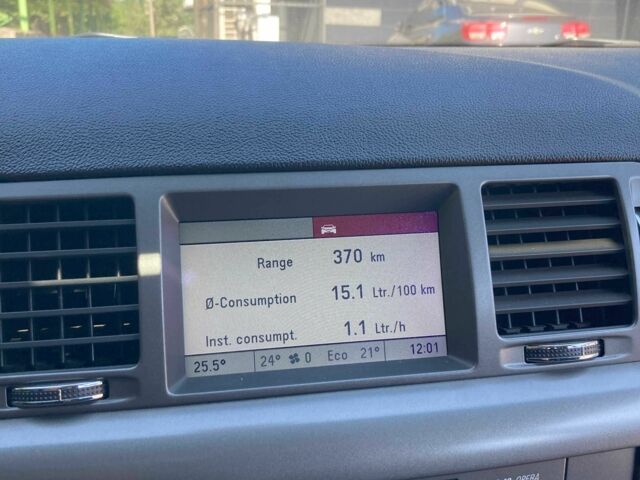 Range 370 km
Ø-Consumption 15.1 Ltr./100 km
Inst. consumpt. 1.1 Ltr./h
25.5° 24° 0 Eco 21° 12:01
OPERA